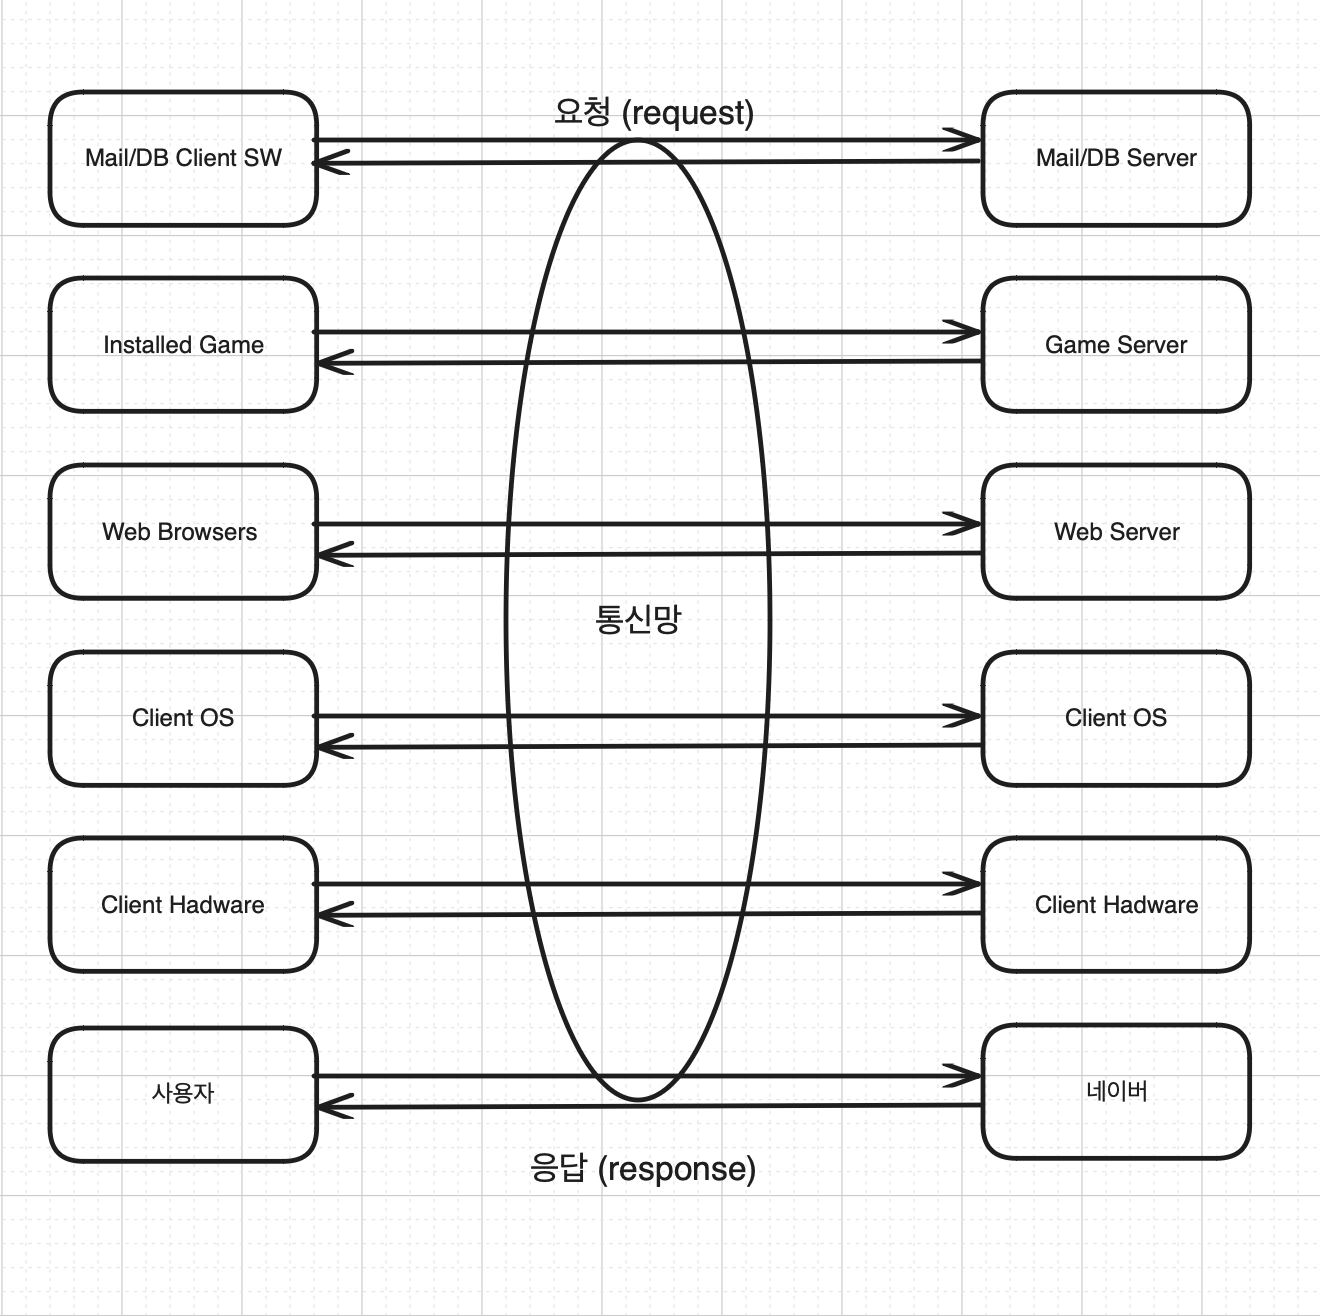 요청 (request)
Mail/DB Client SW
Mail/DB Server
Installed Game
Game Server
Web Browsers
Web Server
통신망
Client OS
Client OS
Client Hadware
Client Hadware
사용자
네이버
응답 (response)